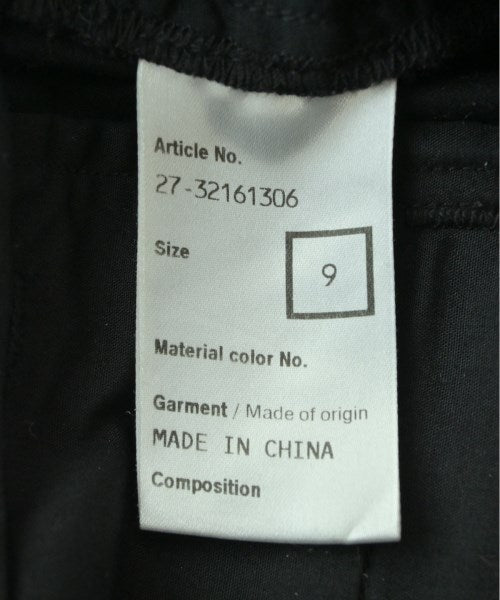 Article No.
27-32161306
Size
9
Material color No.
Garment / Made of origin
MADE IN CHINA
Composition